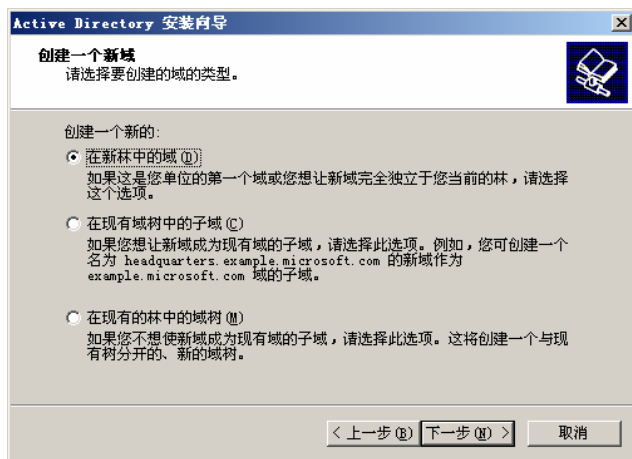 Active Directory 安装向导
创建一个新域
请选择要创建的域的类型。
创建一个新的:
在新林中的域(D)
如果这是您单位的第一个域或您想让新域完全独立于您当前的林，请选择
这个选项。
在现有域树中的子域(C)
如果您想让新域成为现有域的子域，请选择此选项。例如，您可创建一个
名为 headquarters.example.microsoft.com 的新域作为
example.microsoft.com 域的子域。
在现有的林中的域树(M)
如果您不想使新域成为现有域的子域，请选择此选项。这将创建一个与现
有树分开的、新的域树。
< 上一步(B) 下一步(N) > 取消